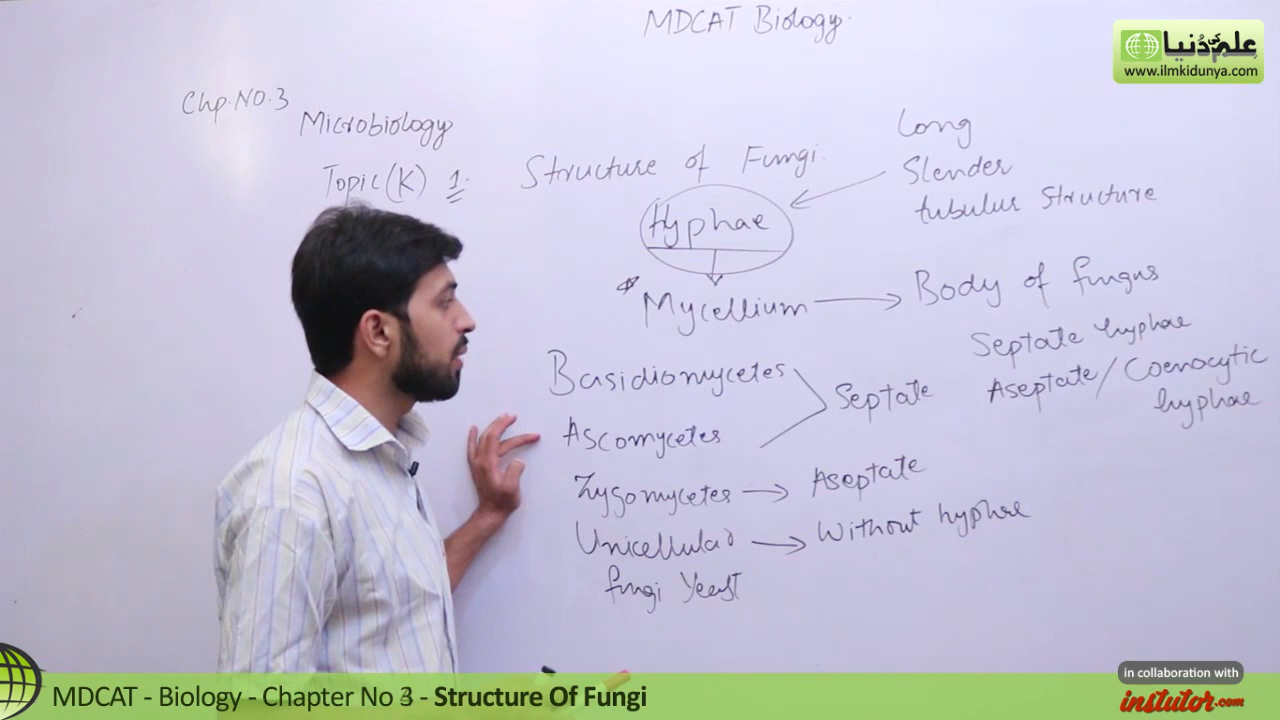 MDCAT Biology.
علم کی دنیا
www.ilmkidunya.com
Chp.No.3
Microbiology
Topic(K) 1.
Structure of Fungi.
Long
Slender
tubulus Structure
Hyphae
Mycellium → Body of fungus
Septate hyphae
Aseptate/Coenocytic
hyphae
Basidiomycetes
Ascomycetes
Septate
Zygomycetes → Aseptate
Unicellular → Without hyphae
fungi Yeast
in collaboration with
instutor.com
MDCAT - Biology - Chapter No 3 - Structure Of Fungi